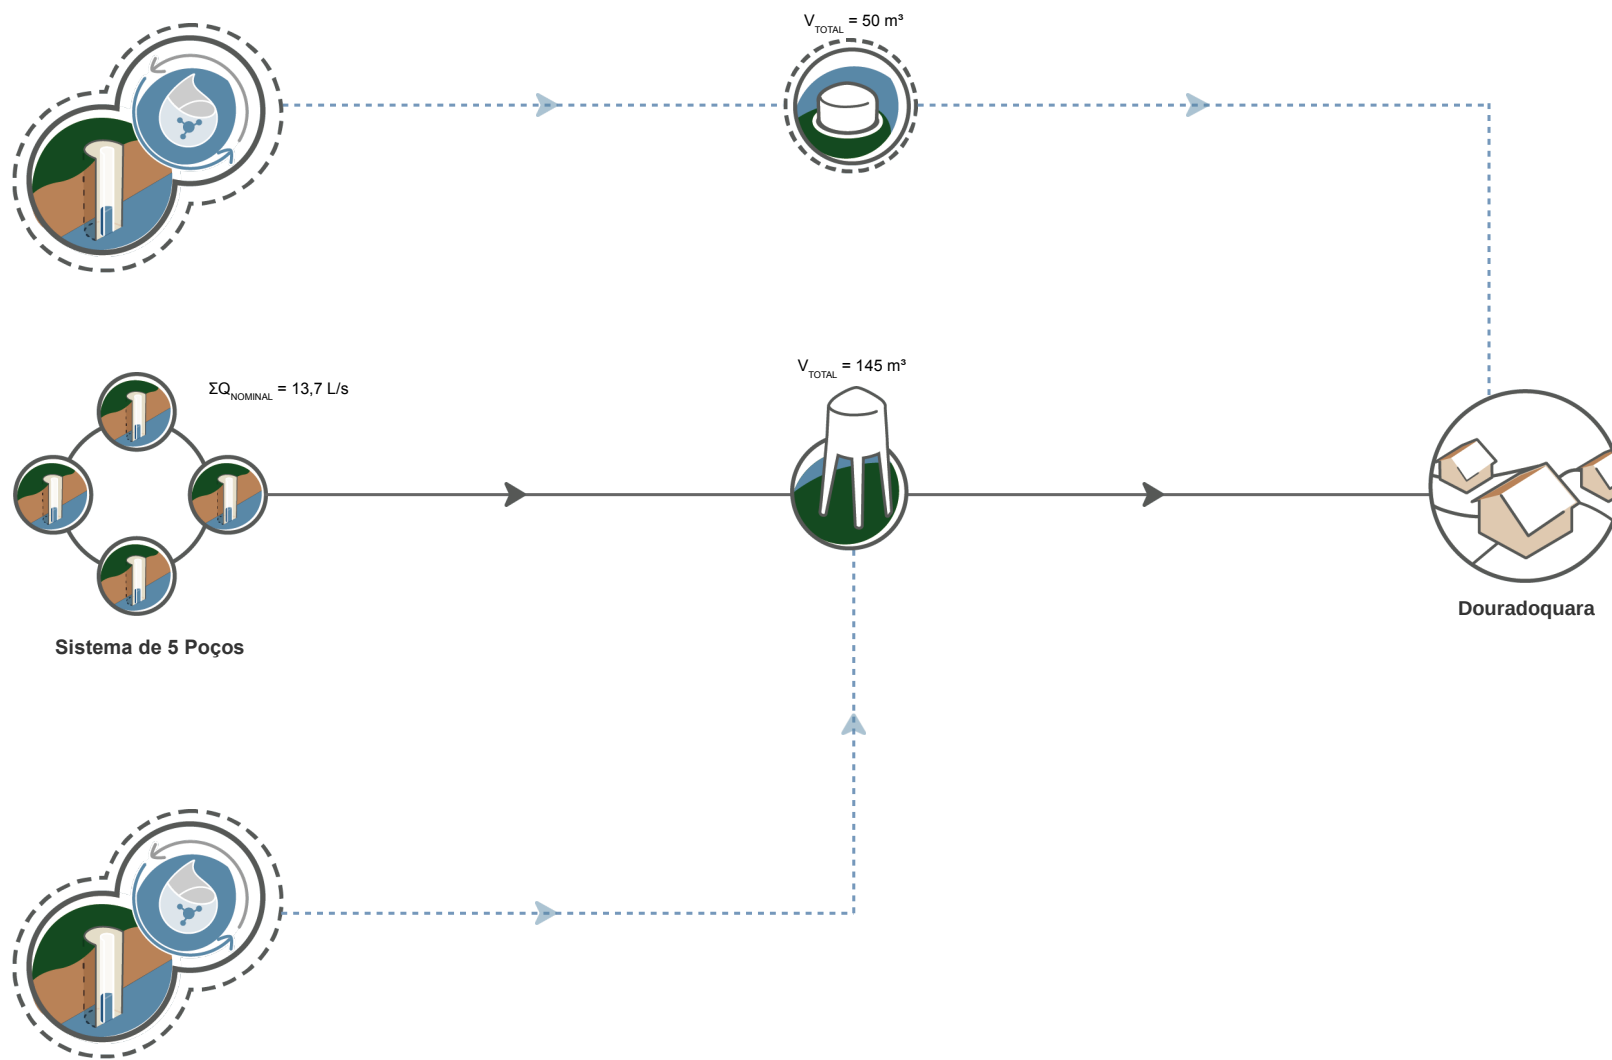 V_TOTAL = 50 m³
V_TOTAL = 145 m³
ΣQ_NOMINAL = 13,7 L/s
Douradoquara
Sistema de 5 Poços